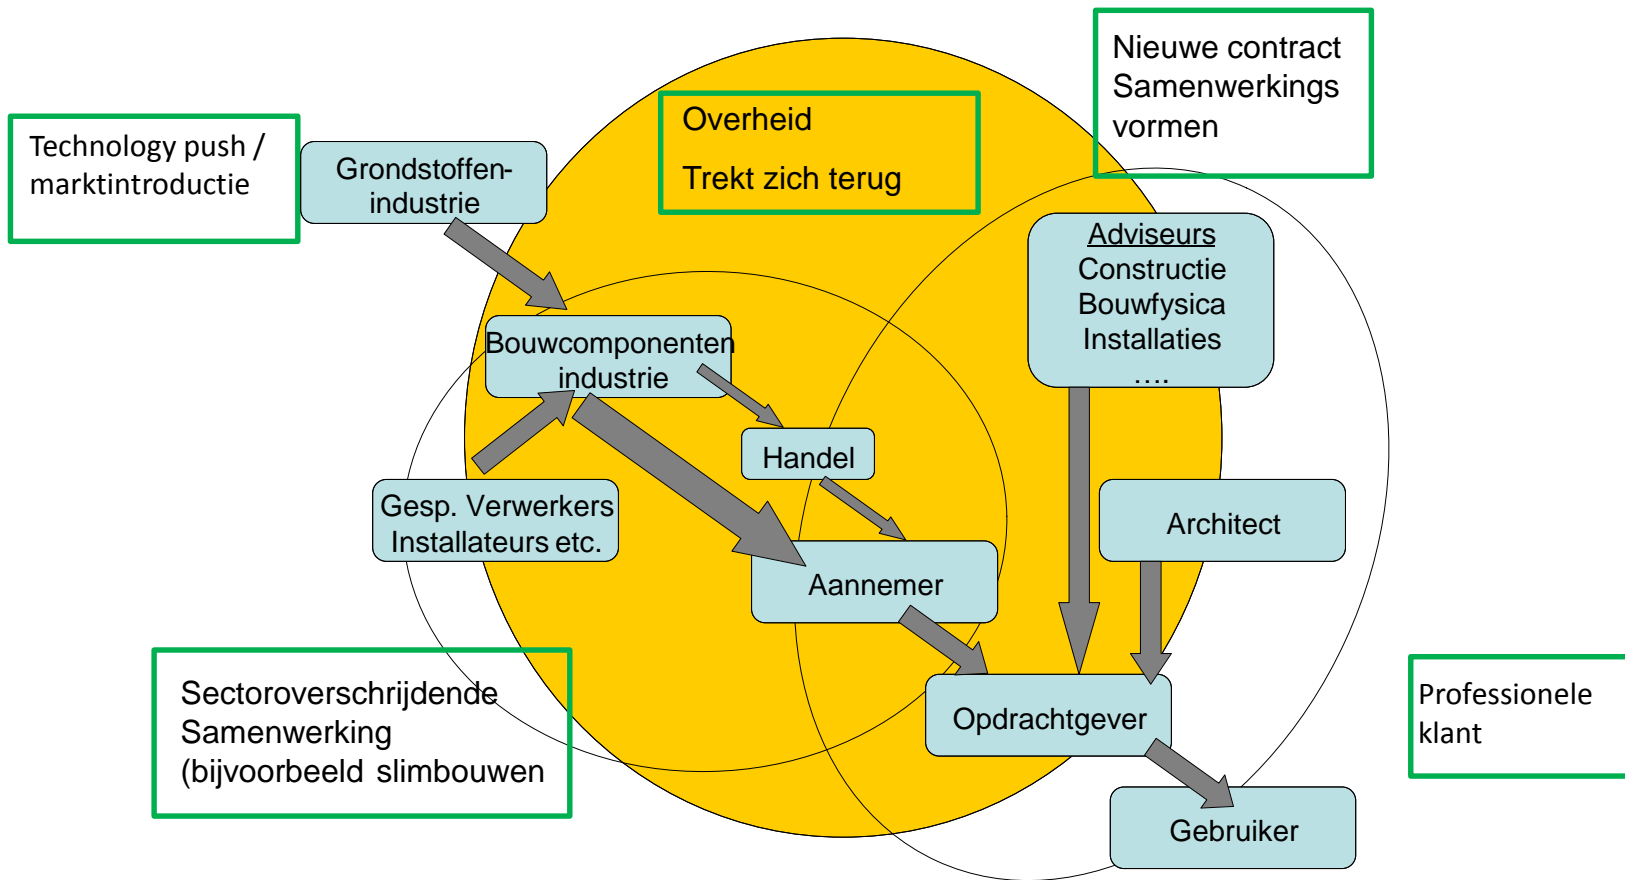 Nieuwe contract
Samenwerkings
vormen
Overheid
Trekt zich terug
Technology push /
marktintroductie
Grondstoffen-
industrie
Adviseurs
Constructie
Bouwfysica
Installaties
....
Bouwcomponenten
industrie
Handel
Gesp. Verwerkers
Installateurs etc.
Architect
Aannemer
Sectoroverschrijdende
Samenwerking
(bijvoorbeeld slimbouwen
Opdrachtgever
Professionele
klant
Gebruiker